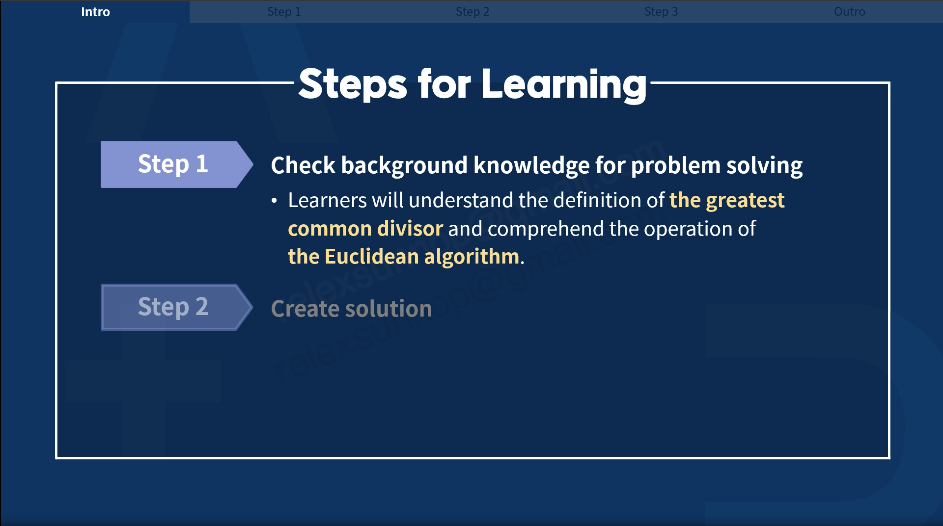 Intro
Step 1
Step 2
Step 3
Outro
Steps for Learning
Step 1
Check background knowledge for problem solving
• Learners will understand the definition of the greatest
common divisor and comprehend the operation of
the Euclidean algorithm.
Step 2
Create solution